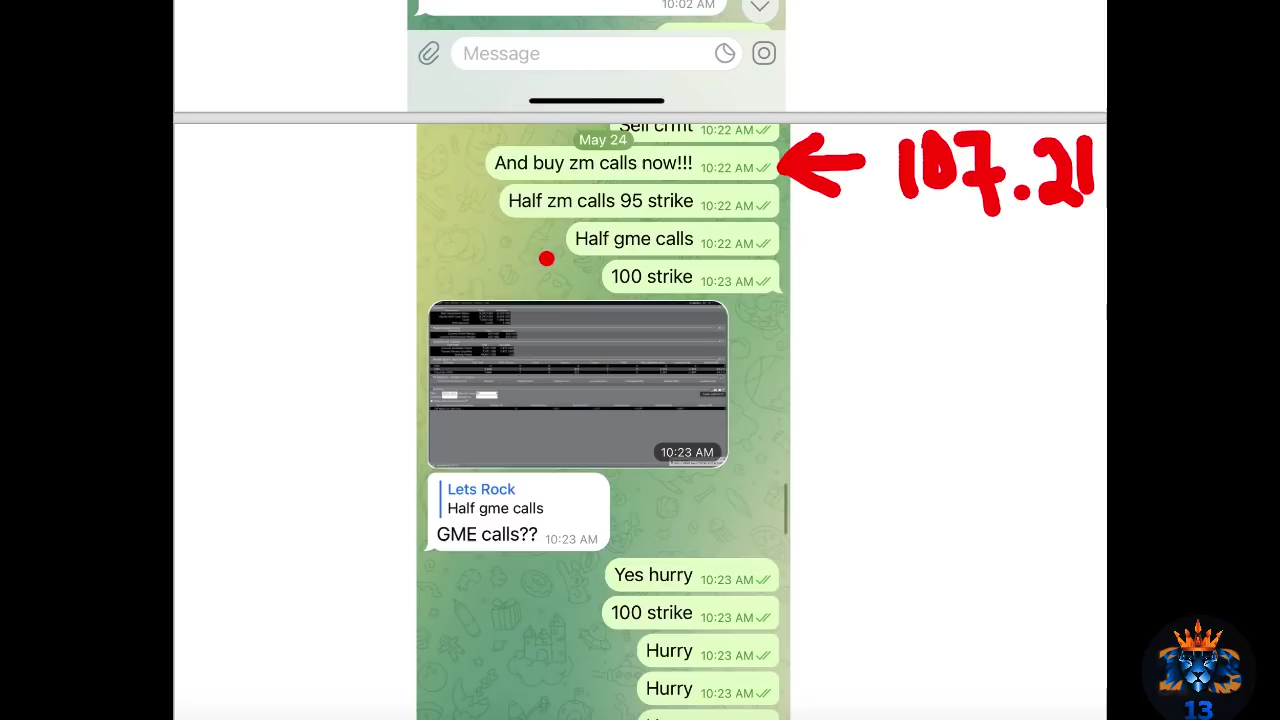 10:02 AM
Message
Sell crmt 10:22 AM
May 24
And buy zm calls now!!! 10:22 AM
107.21
Half zm calls 95 strike 10:22 AM
Half gme calls 10:22 AM
100 strike 10:23 AM
10:23 AM
Lets Rock
Half gme calls
GME calls?? 10:23 AM
Yes hurry 10:23 AM
100 strike 10:23 AM
Hurry 10:23 AM
Hurry 10:23 AM
13